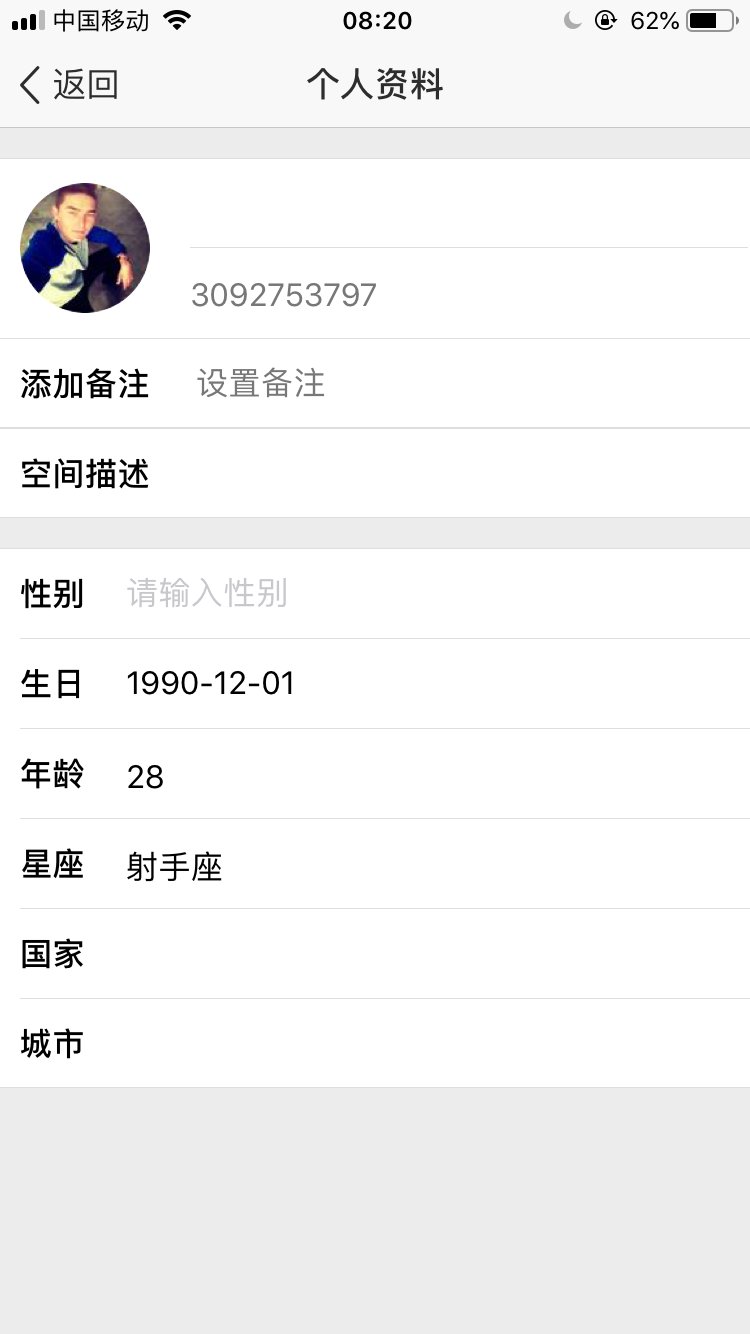 中国移动 08:20 62%
返回 个人资料
3092753797
添加备注 设置备注
空间描述
性别 请输入性别
生日 1990-12-01
年龄 28
星座 射手座
国家
城市